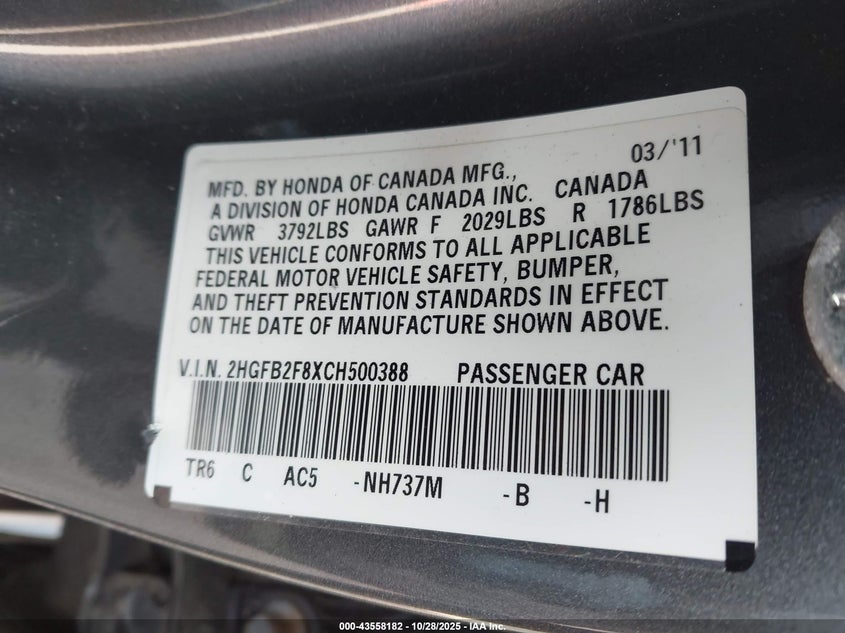 03/'11
MFD. BY HONDA OF CANADA MFG.,
A DIVISION OF HONDA CANADA INC. CANADA
GVWR 3792LBS GAWR F 2029LBS R 1786LBS
THIS VEHICLE CONFORMS TO ALL APPLICABLE
FEDERAL MOTOR VEHICLE SAFETY, BUMPER,
AND THEFT PREVENTION STANDARDS IN EFFECT
ON THE DATE OF MANUFACTURE SHOWN ABOVE.
V.I.N. 2HGFB2F8XCH500388 PASSENGER CAR
TR6 C AC5 -NH737M -B -H
000-43558182 | 10/28/2025 - IAA Inc.